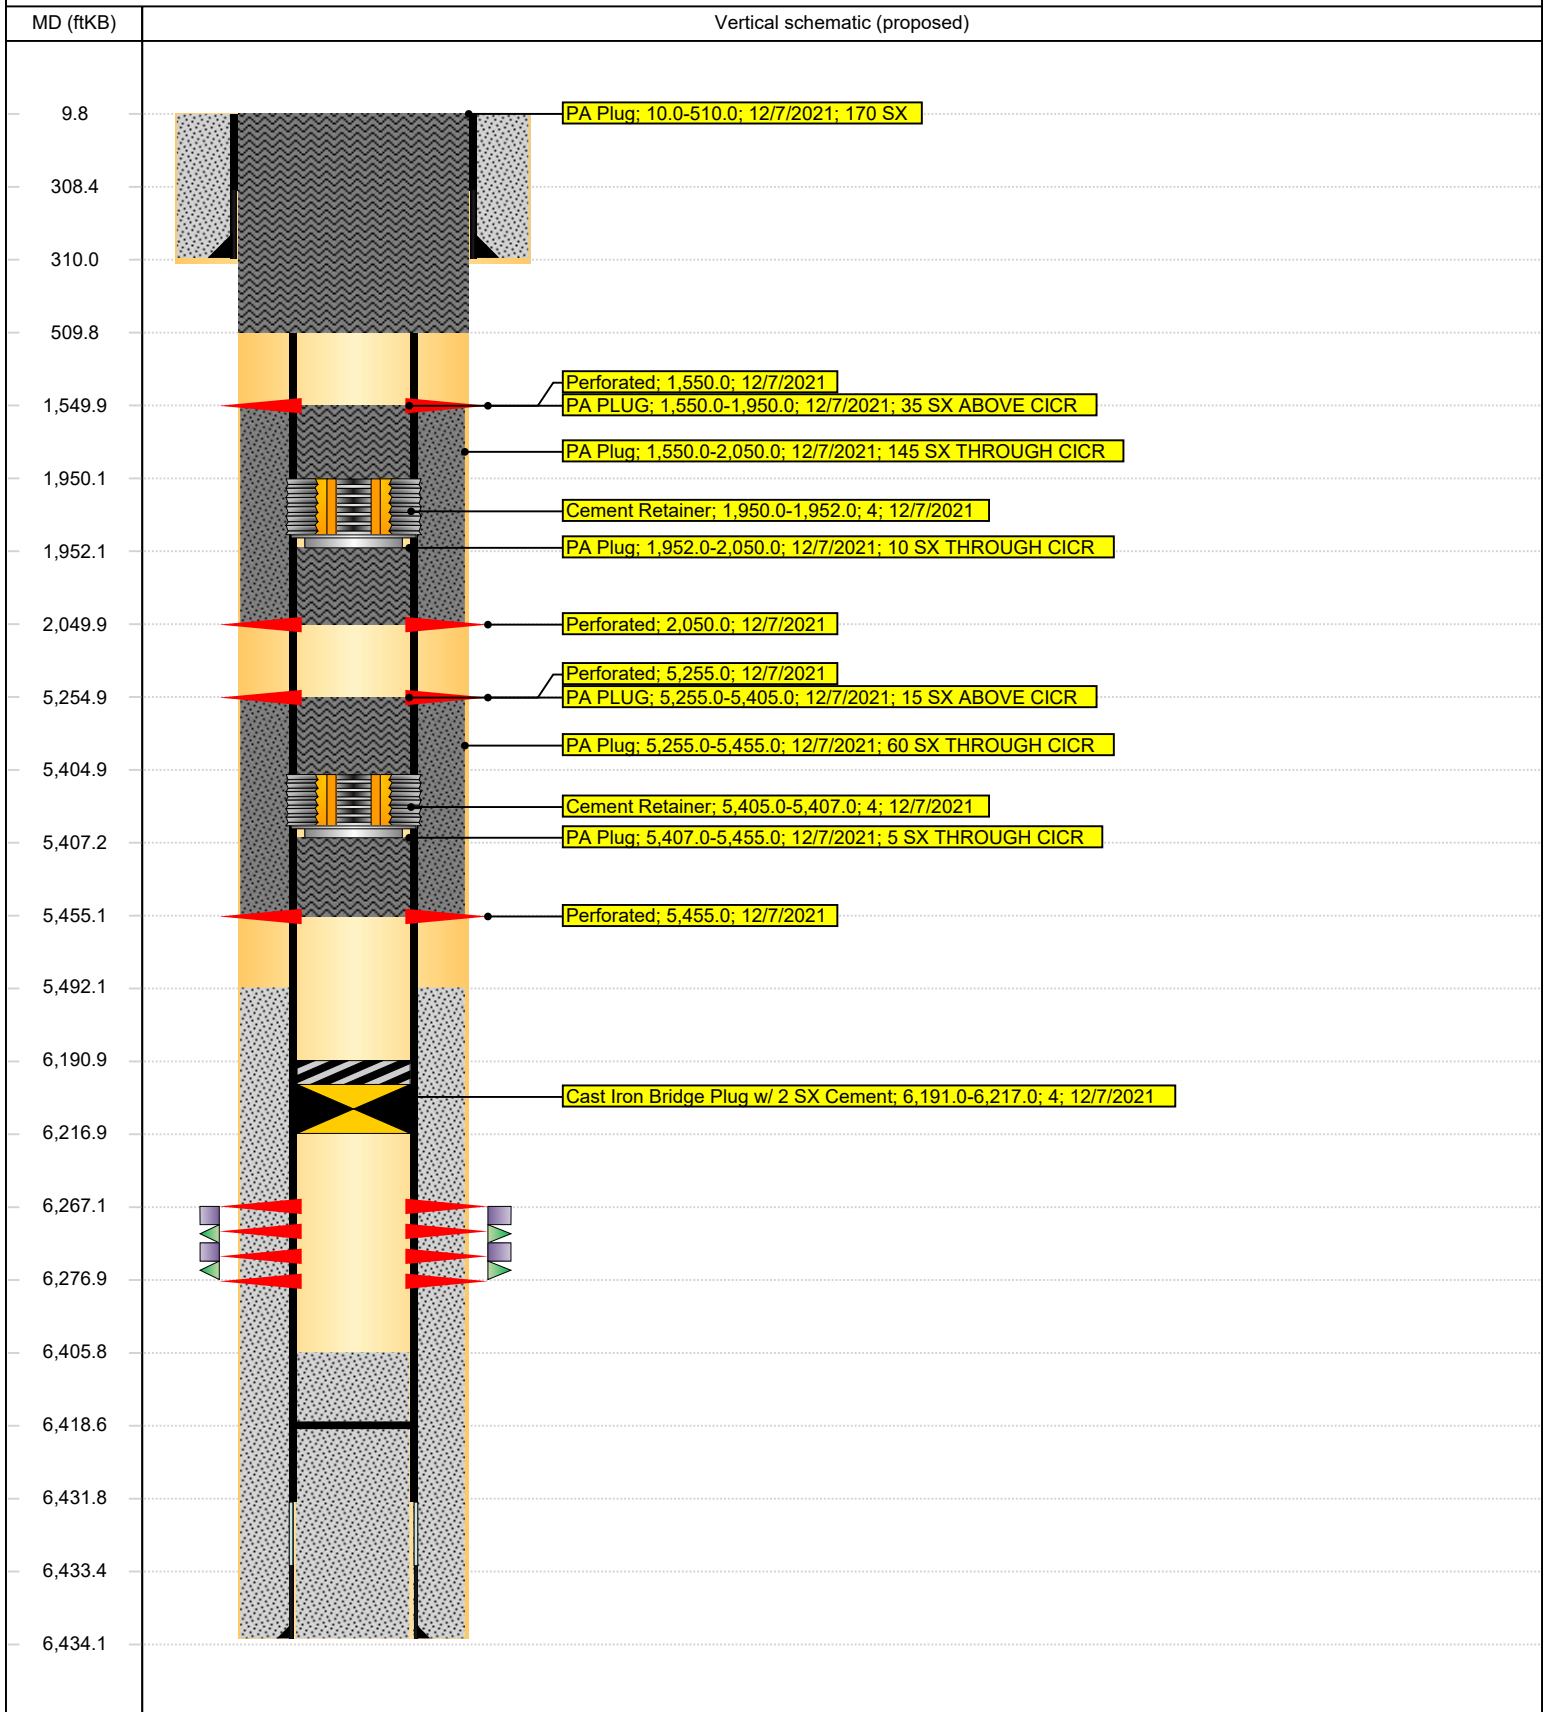 MD (ftKB)
Vertical schematic (proposed)
9.8
PA Plug; 10.0-510.0; 12/7/2021; 170 SX
308.4
310.0
509.8
Perforated; 1,550.0; 12/7/2021
1,549.9
PA PLUG; 1,550.0-1,950.0; 12/7/2021; 35 SX ABOVE CICR
PA Plug; 1,550.0-2,050.0; 12/7/2021; 145 SX THROUGH CICR
1,950.1
Cement Retainer; 1,950.0-1,952.0; 4; 12/7/2021
1,952.1
PA Plug; 1,952.0-2,050.0; 12/7/2021; 10 SX THROUGH CICR
2,049.9
Perforated; 2,050.0; 12/7/2021
Perforated; 5,255.0; 12/7/2021
5,254.9
PA PLUG; 5,255.0-5,405.0; 12/7/2021; 15 SX ABOVE CICR
PA Plug; 5,255.0-5,455.0; 12/7/2021; 60 SX THROUGH CICR
5,404.9
Cement Retainer; 5,405.0-5,407.0; 4; 12/7/2021
5,407.2
PA Plug; 5,407.0-5,455.0; 12/7/2021; 5 SX THROUGH CICR
5,455.1
Perforated; 5,455.0; 12/7/2021
5,492.1
6,190.9
Cast Iron Bridge Plug w/ 2 SX Cement; 6,191.0-6,217.0; 4; 12/7/2021
6,216.9
6,267.1
6,276.9
6,405.8
6,418.6
6,431.8
6,433.4
6,434.1